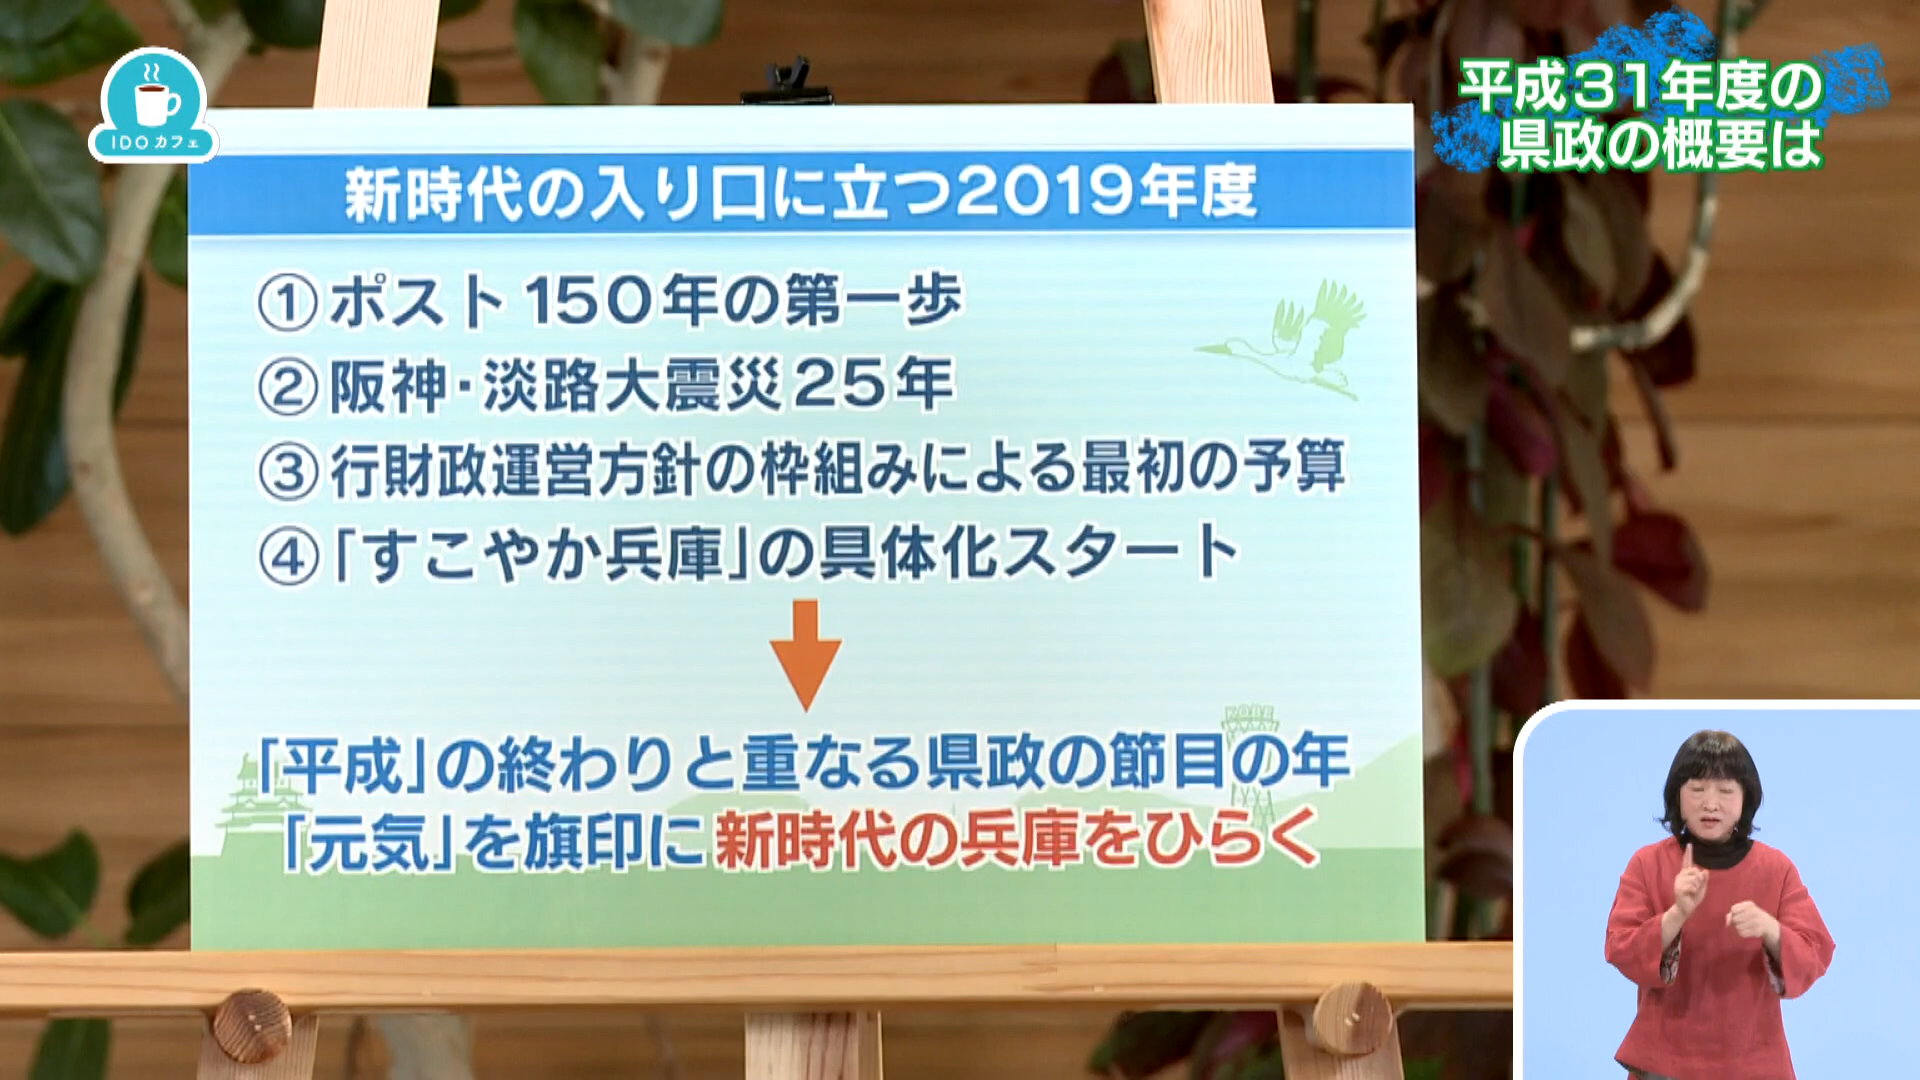 IDOカフェ
平成31年度の
県政の概要は
新時代の入り口に立つ2019年度
①ポスト150年の第一歩
②阪神・淡路大震災25年
③行財政運営方針の枠組みによる最初の予算
④「すこやか兵庫」の具体化スタート
KOBE
「平成」の終わりと重なる県政の節目の年
「元気」を旗印に新時代の兵庫をひらく